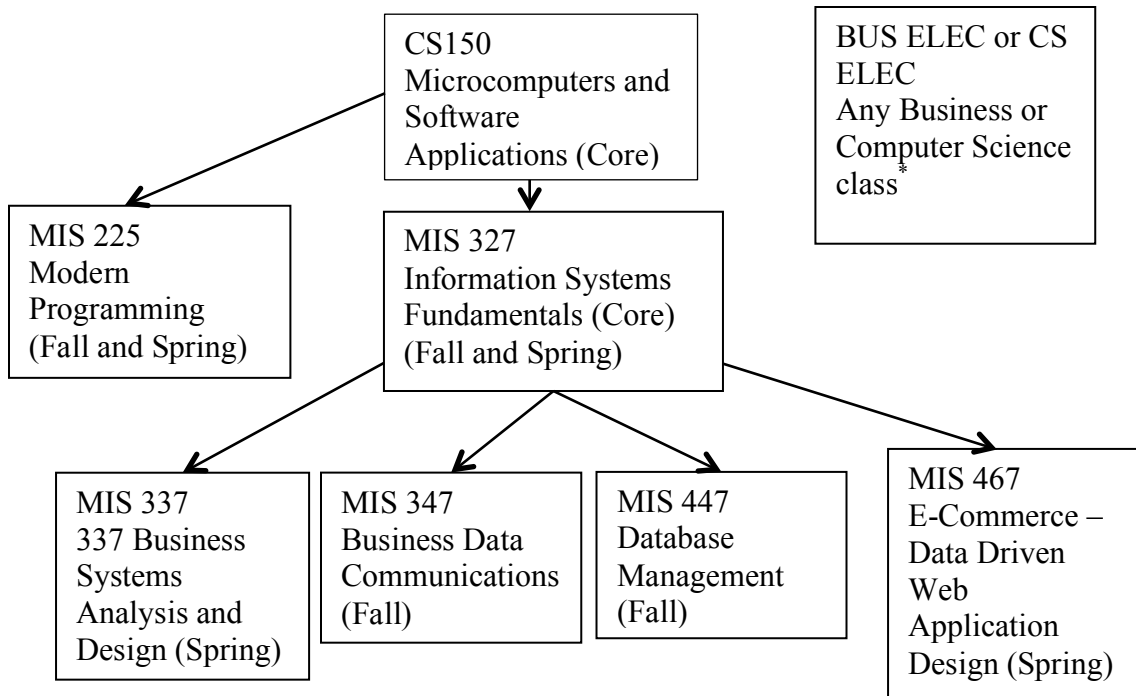 CS150
Microcomputers and
Software
Applications (Core)
BUS ELEC or CS
ELEC
Any Business or
Computer Science
class*
MIS 225
Modern
Programming
(Fall and Spring)
MIS 327
Information Systems
Fundamentals (Core)
(Fall and Spring)
MIS 337
337 Business
Systems
Analysis and
Design (Spring)
MIS 347
Business Data
Communications
(Fall)
MIS 447
Database
Management
(Fall)
MIS 467
E-Commerce –
Data Driven
Web
Application
Design (Spring)